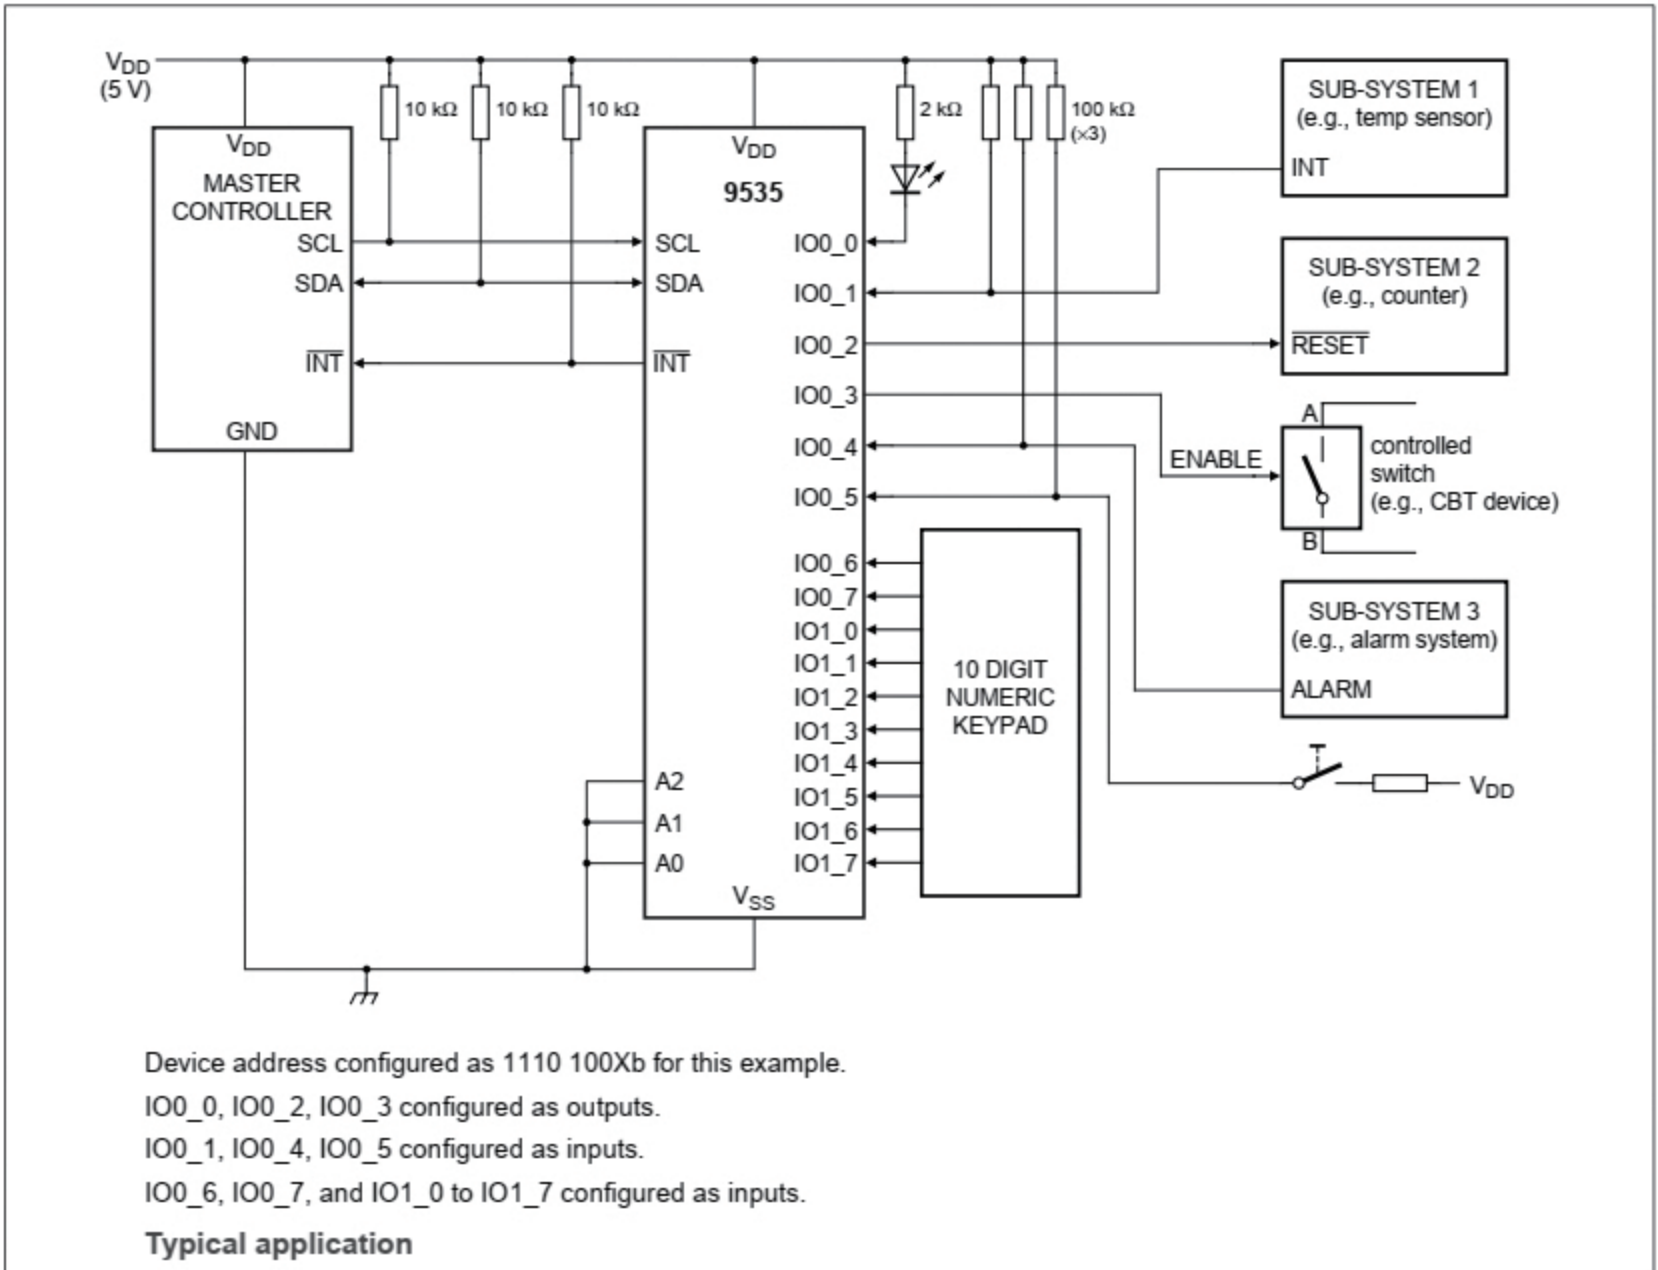 VDD
(5 V)
10 kΩ
10 kΩ
10 kΩ
2 kΩ
100 kΩ
(×3)
VDD
MASTER
CONTROLLER
SCL
SDA
INT
GND
VDD
9535
SCL
SDA
INT
A2
A1
A0
VSS
IO0_0
IO0_1
IO0_2
IO0_3
IO0_4
IO0_5
IO0_6
IO0_7
IO1_0
IO1_1
IO1_2
IO1_3
IO1_4
IO1_5
IO1_6
IO1_7
10 DIGIT
NUMERIC
KEYPAD
SUB-SYSTEM 1
(e.g., temp sensor)
INT
SUB-SYSTEM 2
(e.g., counter)
RESET
A
ENABLE
controlled
switch
(e.g., CBT device)
B
SUB-SYSTEM 3
(e.g., alarm system)
ALARM
VDD
Device address configured as 1110 100Xb for this example.
IO0_0, IO0_2, IO0_3 configured as outputs.
IO0_1, IO0_4, IO0_5 configured as inputs.
IO0_6, IO0_7, and IO1_0 to IO1_7 configured as inputs.
Typical application